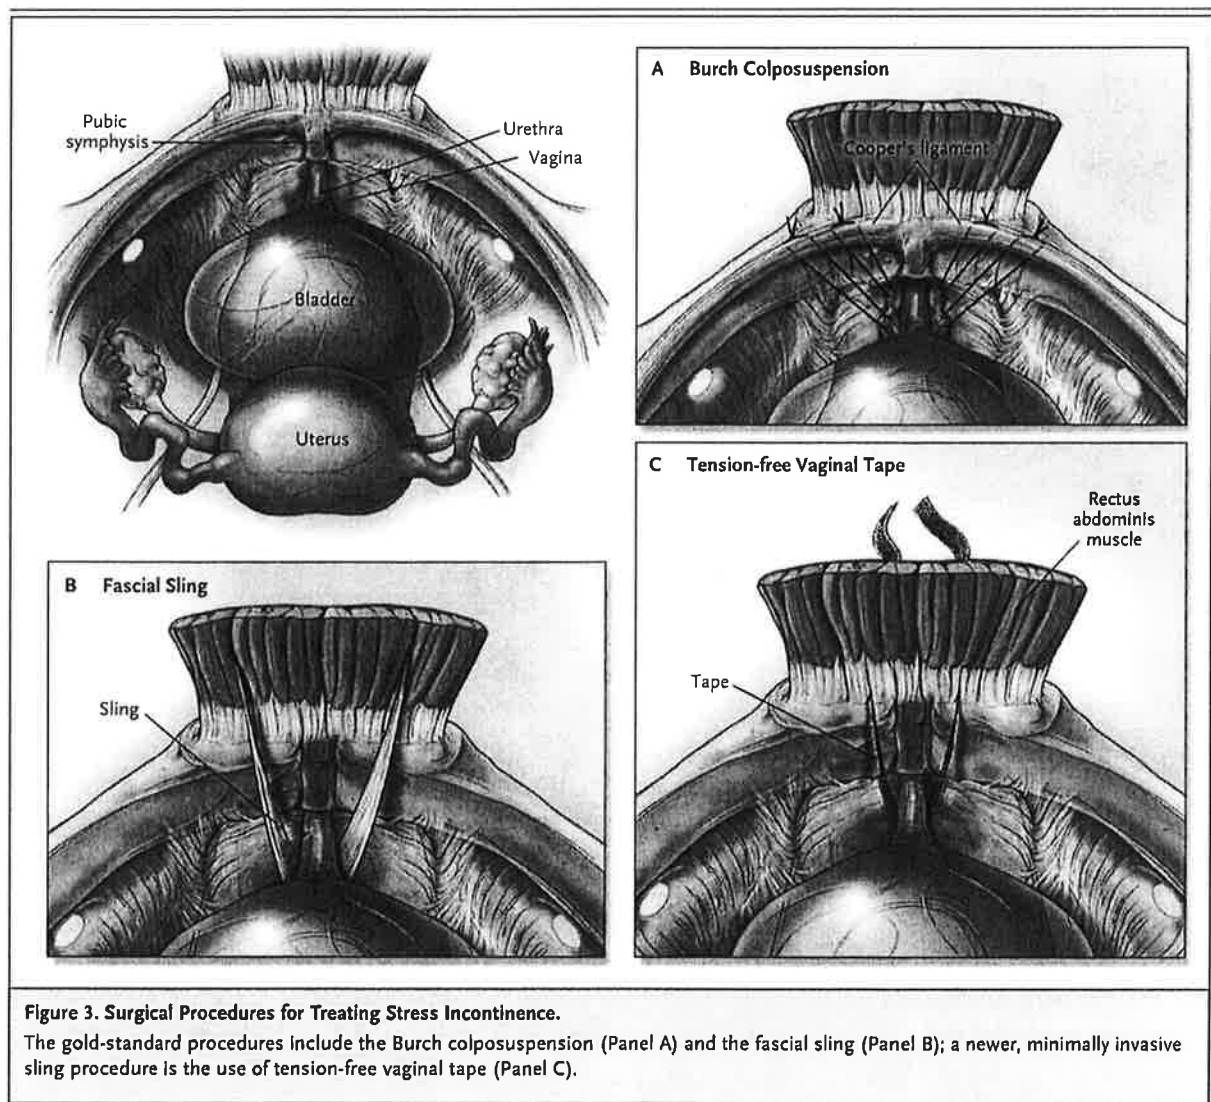 Pubic
symphysis
Urethra
Vagina
Bladder
Uterus
A Burch Colposuspension
Cooper's ligament
B Fascial Sling
Sling
C Tension-free Vaginal Tape
Rectus
abdominis
muscle
Tape
Figure 3. Surgical Procedures for Treating Stress Incontinence.
The gold-standard procedures include the Burch colposuspension (Panel A) and the fascial sling (Panel B); a newer, minimally invasive
sling procedure is the use of tension-free vaginal tape (Panel C).